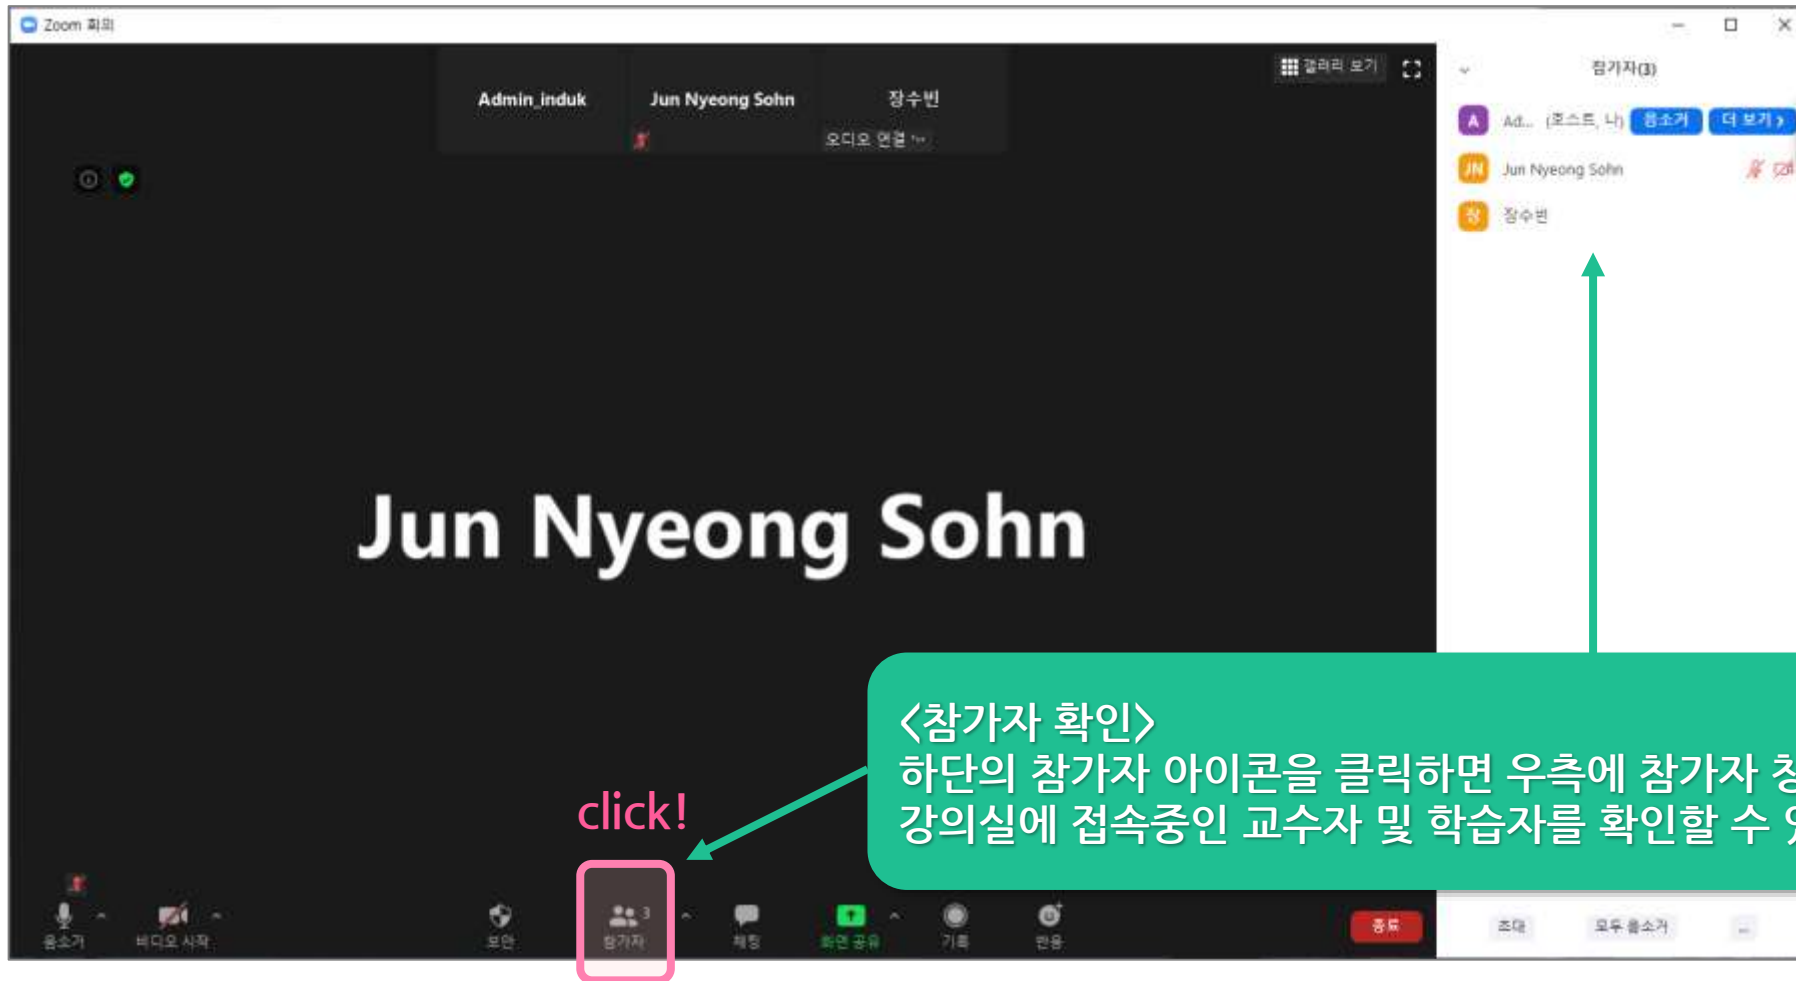 Zoom 회의
갤러리 보기
참가자(3)
Admin_induk
Jun Nyeong Sohn
장수빈
오디오 연결 ...
A Ad... (호스트, 나) 음소거 더 보기 >
JN Jun Nyeong Sohn
장 장수빈
Jun Nyeong Sohn
<참가자 확인>
하단의 참가자 아이콘을 클릭하면 우측에 참가자
강의실에 접속중인 교수자 및 학습자를 확인할 수
click!
음소거
비디오 시작
보안
참가자 3
채팅
화면 공유
기록
반응
종료
초대
모두 음소거
...